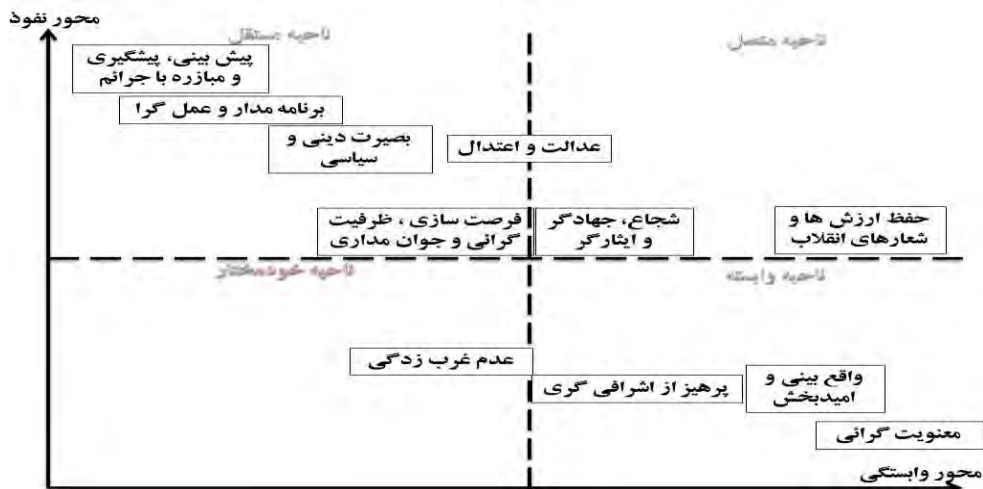 محور نفوذ
ناحیه مستقل
ناحیه متصل
پیش بینی، پیشگیری
و مبازره با جرائم
برنامه مدار و عمل گرا
بصیرت دینی و
سیاسی
عدالت و اعتدال
فرصت سازی ، ظرفیت
گرائی و جوان مداری
شجاع، جهادگر
و ایثارگر
حفظ ارزش ها و
شعارهای انقلاب
ناحیه خودمختار
ناحیه وابسته
عدم غرب زدگی
پرهیز از اشرافی گری
واقع بینی و
امیدبخش
معنویت گرائی
محور وابستگی